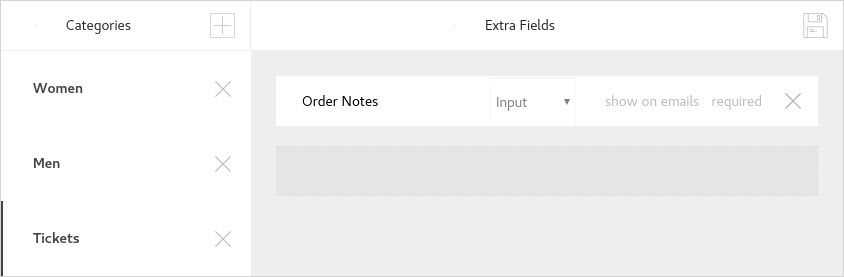 Categories
Extra Fields
Women
Order Notes Input show on emails required
Men
Tickets